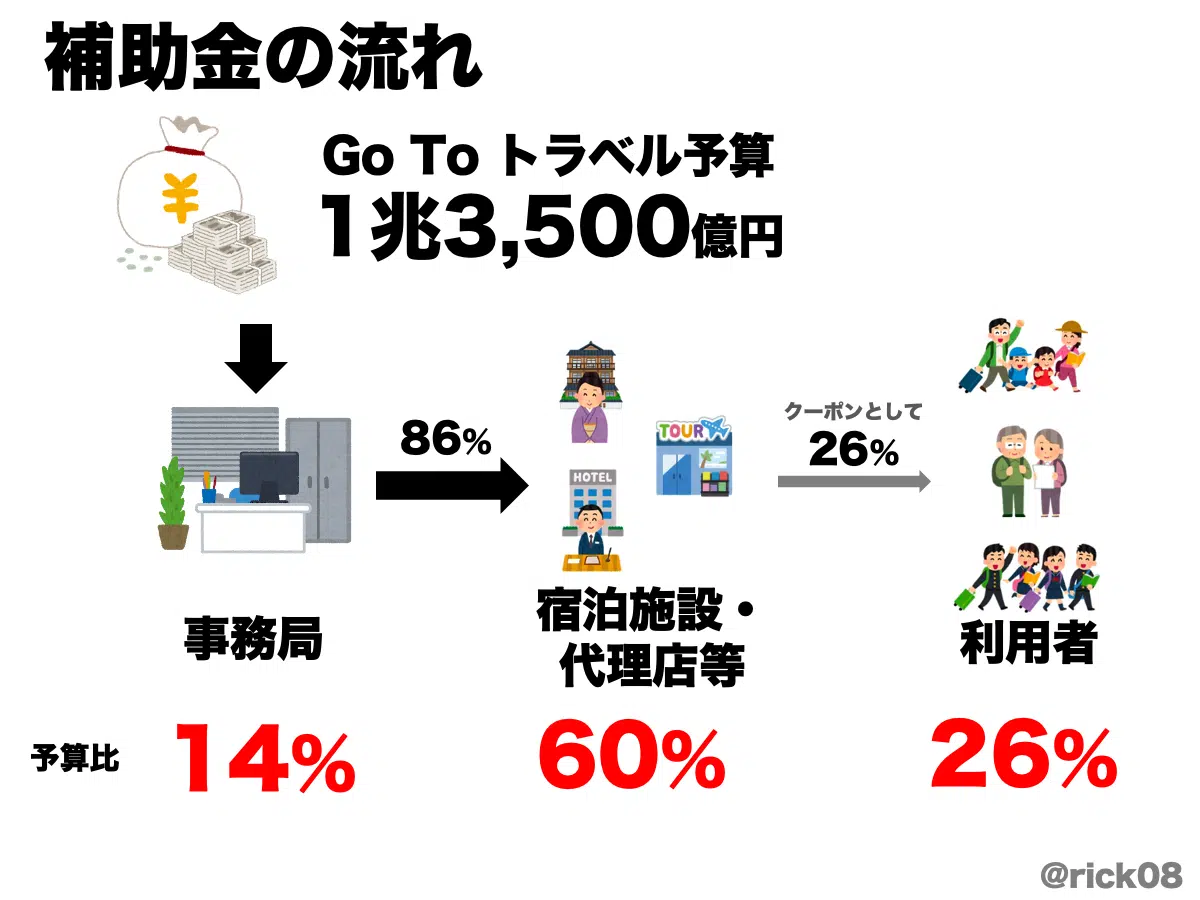 補助金の流れ
¥
Go To トラベル予算
1兆3,500億円
86%
TOUR
HOTEL
クーポンとして
26%
事務局
宿泊施設・
代理店等
利用者
予算比
14%
60%
26%
@rick08